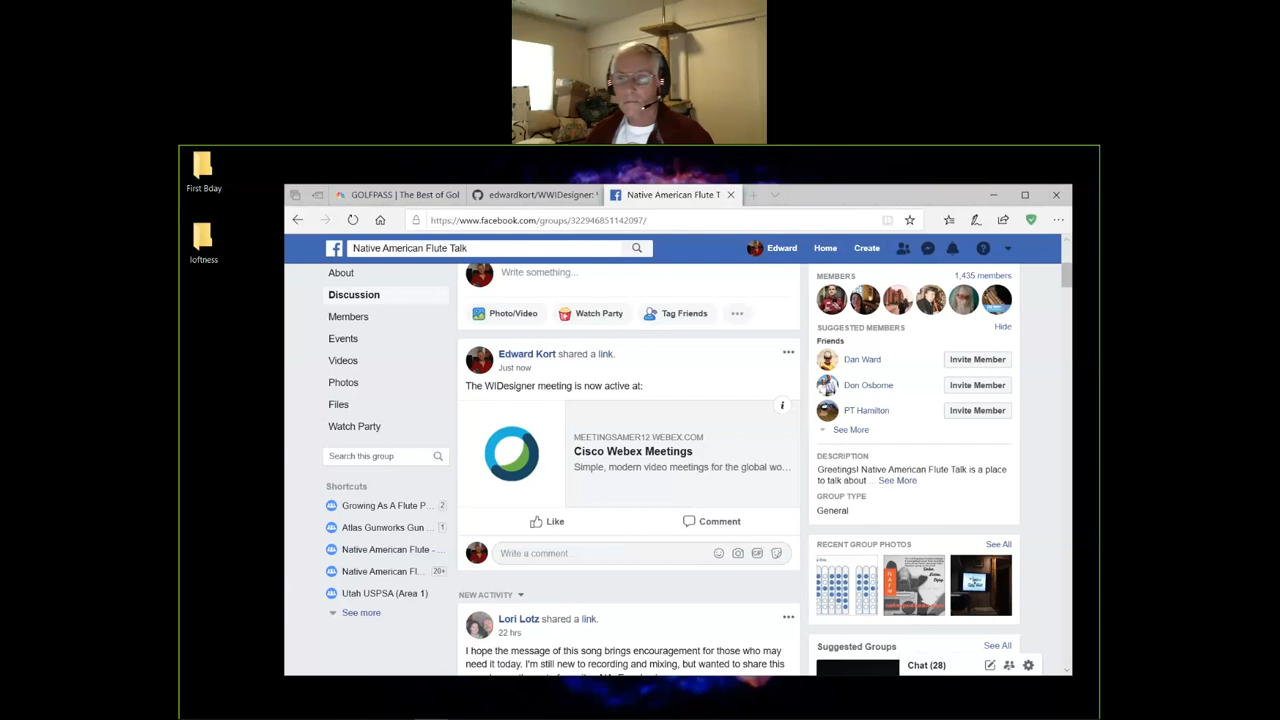 First Bday
loftness
GOLFPASS | The Best of Gol
edwardkort/WWIDesigner:
Native American Flute T
https://www.facebook.com/groups/322946851142097/
Native American Flute Talk
Edward
Home
Create
About
Discussion
Members
Events
Videos
Photos
Files
Watch Party
Search this group
Shortcuts
Growing As A Flute P... 2
Atlas Gunworks Gun ... 1
Native American Flute - ...
Native American Fl... 20+
Utah USPSA (Area 1)
See more
Write something...
Photo/Video
Watch Party
Tag Friends
Edward Kort shared a link.
Just now
The WIDesigner meeting is now active at:
MEETINGSAMER12.WEBEX.COM
Cisco Webex Meetings
Simple, modern video meetings for the global wo...
Like
Comment
Write a comment...
GIF
NEW ACTIVITY
Lori Lotz shared a link.
22 hrs
I hope the message of this song brings encouragement for those who may
need it today. I'm still new to recording and mixing, but wanted to share this
MEMBERS
1,435 members
SUGGESTED MEMBERS
Hide
Friends
Dan Ward
Invite Member
Don Osborne
Invite Member
PT Hamilton
Invite Member
See More
DESCRIPTION
Greetings! Native American Flute Talk is a place
to talk about ... See More
GROUP TYPE
General
RECENT GROUP PHOTOS
See All
Suggested Groups
See All
Chat (28)